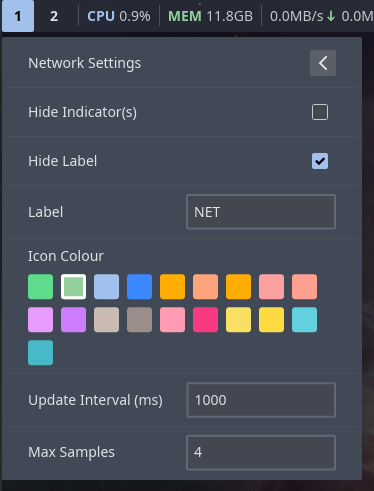 1 2 CPU 0.9% MEM 11.8GB 0.0MB/s ↓ 0.0M
Network Settings
Hide Indicator(s)
Hide Label
Label NET
Icon Colour
Update Interval (ms) 1000
Max Samples 4